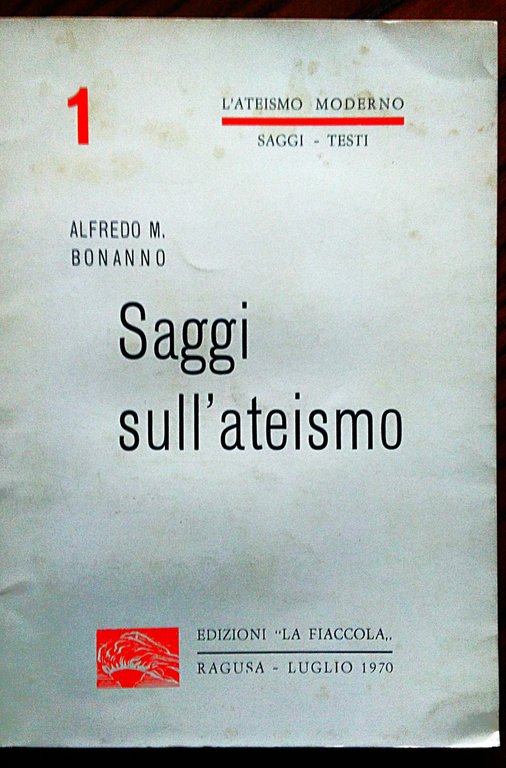 1
L'ATEISMO MODERNO
SAGGI - TESTI
ALFREDO M.
BONANNO
Saggi
sull'ateismo
EDIZIONI "LA FIACCOLA„
RAGUSA - LUGLIO 1970